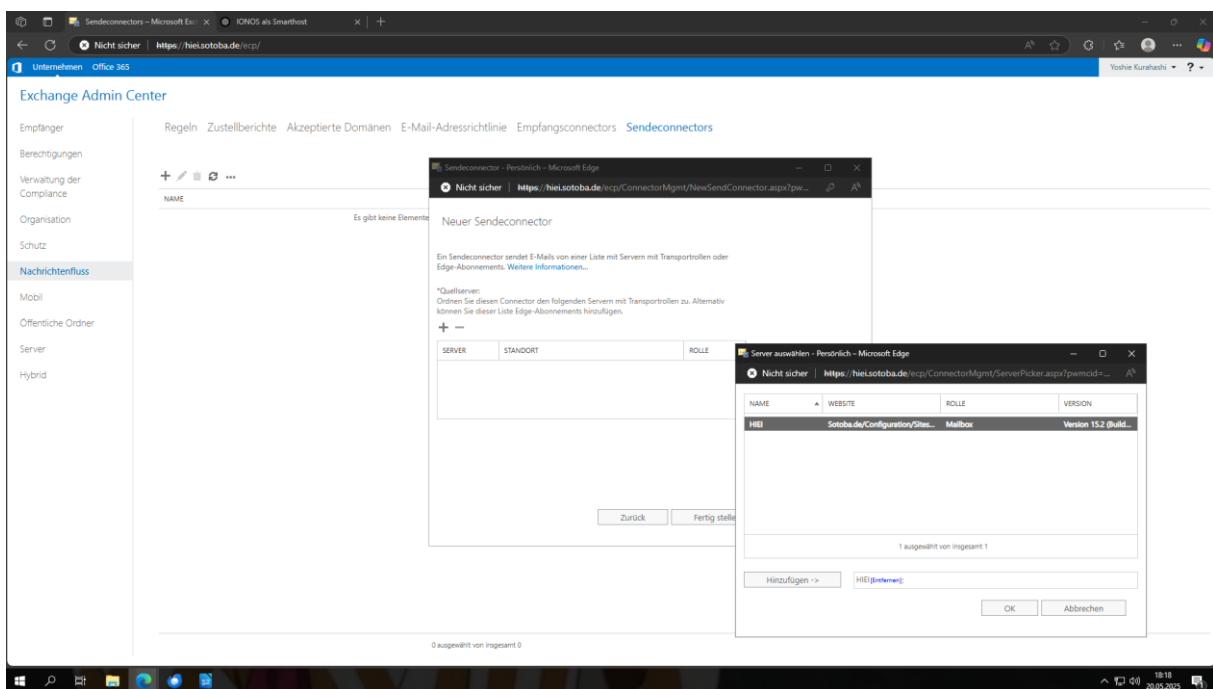 Sendeconnectors – Microsoft Exc
IONOS als Smarthost
Nicht sicher
https://hiei.sotoba.de/ecp/
Unternehmen Office 365
Yoshie Kurahashi ?
Exchange Admin Center
Empfänger
Berechtigungen
Verwaltung der
Compliance
Organisation
Schutz
Nachrichtenfluss
Mobil
Öffentliche Ordner
Server
Hybrid
Regeln Zustellberichte Akzeptierte Domänen E-Mail-Adressrichtlinie Empfangsconnectors Sendeconnectors
NAME
Es gibt keine Elemente
Sendeconnector - Persönlich – Microsoft Edge
Nicht sicher https://hiei.sotoba.de/ecp/ConnectorMgmt/NewSendConnector.aspx?pw...
Neuer Sendeconnector
Ein Sendeconnector sendet E-Mails von einer Liste mit Servern mit Transportrollen oder
Edge-Abonnements. Weitere Informationen...
*Quellserver:
Ordnen Sie diesen Connector den folgenden Servern mit Transportrollen zu. Alternativ
können Sie dieser Liste Edge-Abonnements hinzufügen.
SERVER STANDORT ROLLE
Zurück Fertig stelle
Server auswählen - Persönlich – Microsoft Edge
Nicht sicher https://hiei.sotoba.de/ecp/ConnectorMgmt/ServerPicker.aspx?pwmcid=...
NAME WEBSITE ROLLE VERSION
HIEI Sotoba.de/Configuration/Sites... Mailbox Version 15.2 (Build...
1 ausgewählt von insgesamt 1
Hinzufügen -> HIEI[Entfernen];
OK Abbrechen
0 ausgewählt von insgesamt 0
18:18
20.05.2025